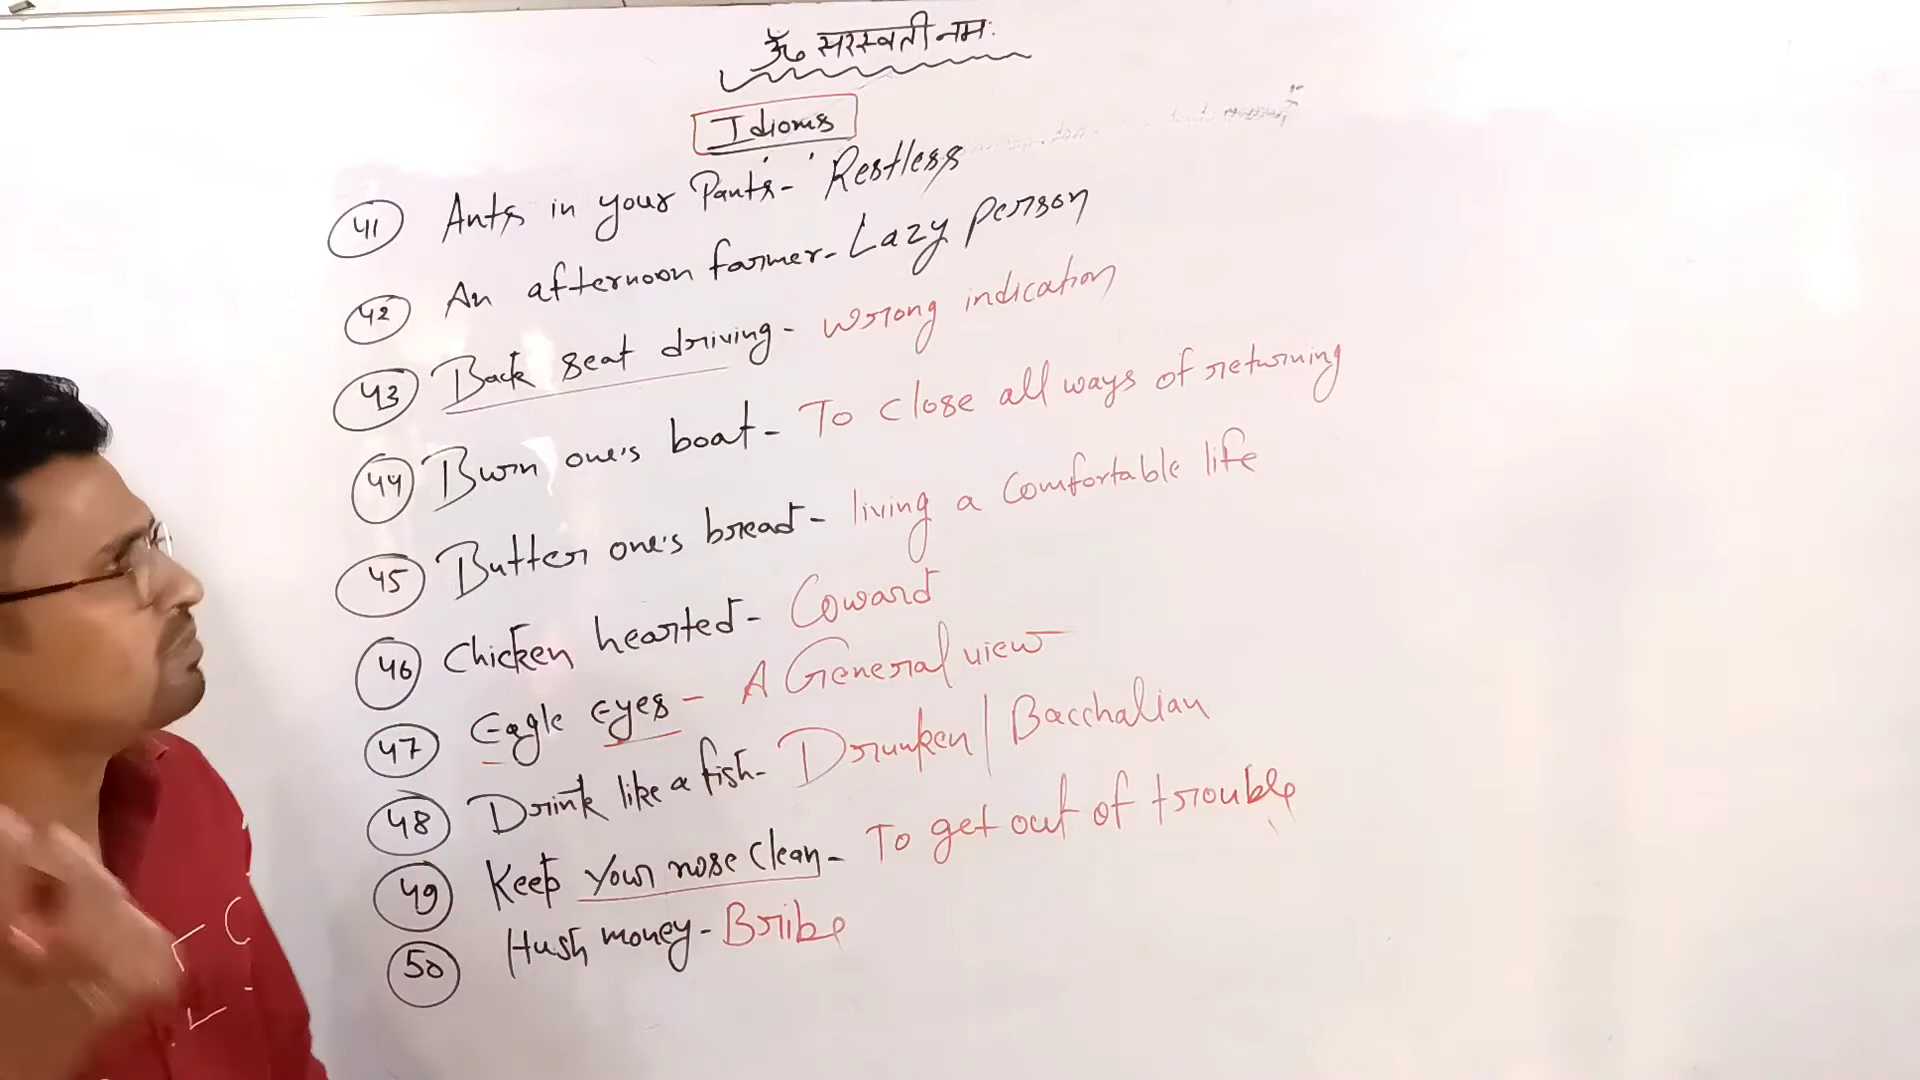 ॐ सरस्वती नमः
Idioms
41 Ants in your Pants - Restless
42 An afternoon farmer - Lazy person
43 Back seat driving - wrong indication
44 Burn one's boat - To close all ways of returning
45 Butter one's bread - living a comfortable life
46 Chicken hearted - Coward
47 Eagle Eyes - A General view
48 Drink like a fish - Drunken | Bacchalian
49 Keep your nose clean - To get out of trouble
50 Hush money - Bribe